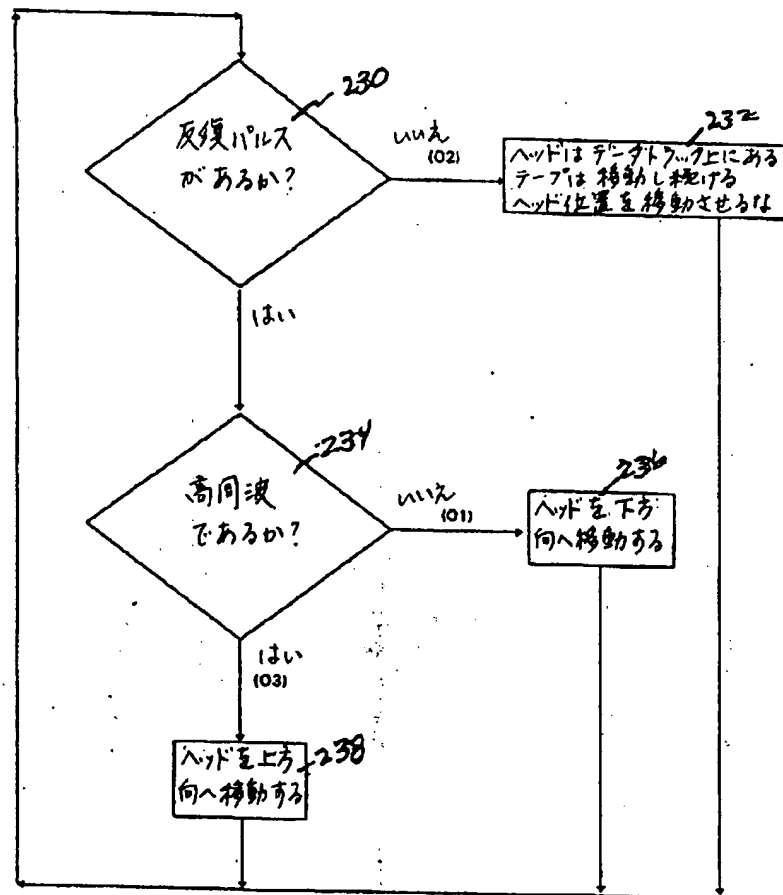 230
反復パルス
があるか?
いいえ
(02)
232
ヘッドはデータトラック上にある
テープは移動し続ける
ヘッド位置を移動させるな
はい
234
高周波
であるか?
いいえ
(01)
236
ヘッドを下方
向へ移動する
はい
(03)
ヘッドを上方
向へ移動する
238